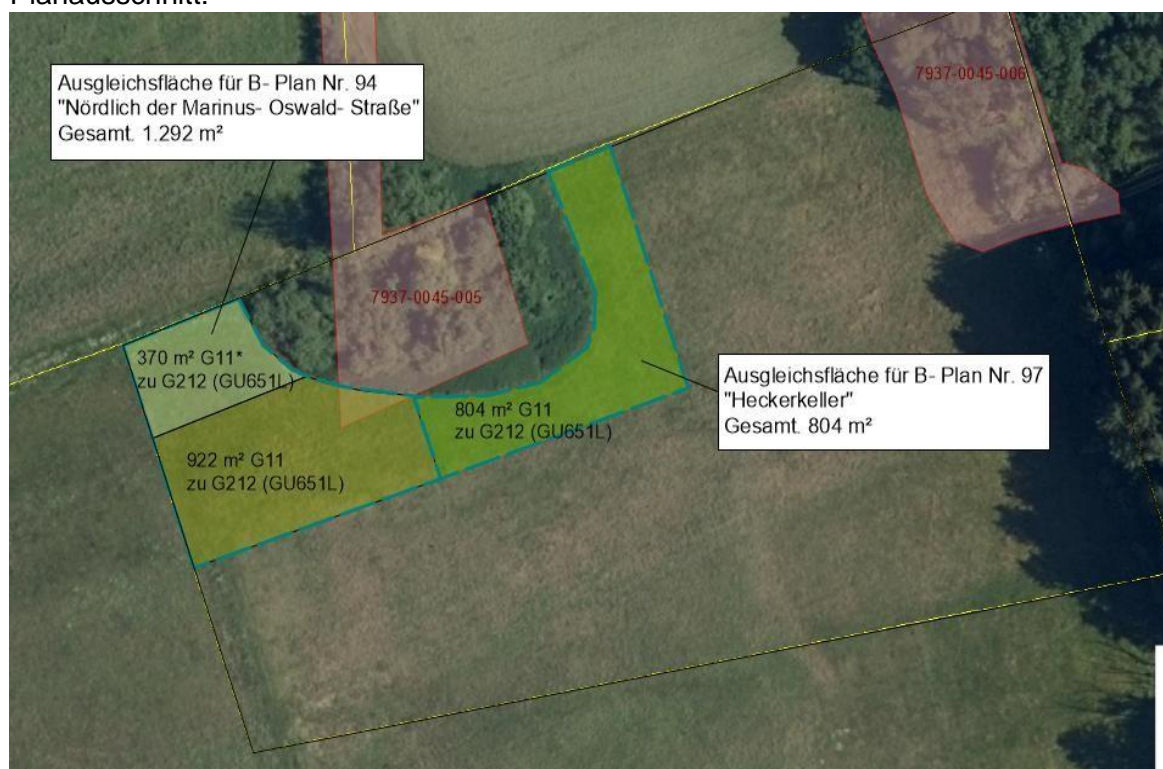 Planausschnitt:
Ausgleichsfläche für B- Plan Nr. 94
"Nördlich der Marinus- Oswald- Straße"
Gesamt. 1.292 m²
7937-0045-006
7937-0045-005
370 m² G11*
zu G212 (GU651L)
922 m² G11
zu G212 (GU651L)
804 m² G11
zu G212 (GU651L)
Ausgleichsfläche für B- Plan Nr. 97
"Heckerkeller"
Gesamt. 804 m²